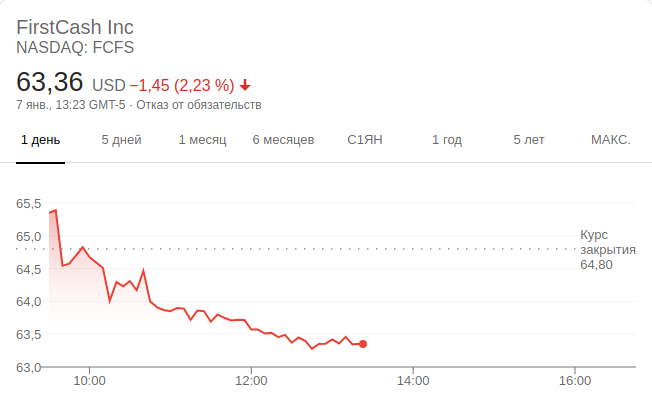 FirstCash Inc
NASDAQ: FCFS
63,36 USD −1,45 (2,23 %)
7 янв., 13:23 GMT-5 · Отказ от обязательств
1 день 5 дней 1 месяц 6 месяцев С1ЯН 1 год 5 лет МАКС.
65,5
65,0
64,5
64,0
63,5
63,0
Курс
закрытия
64,80
10:00 12:00 14:00 16:00